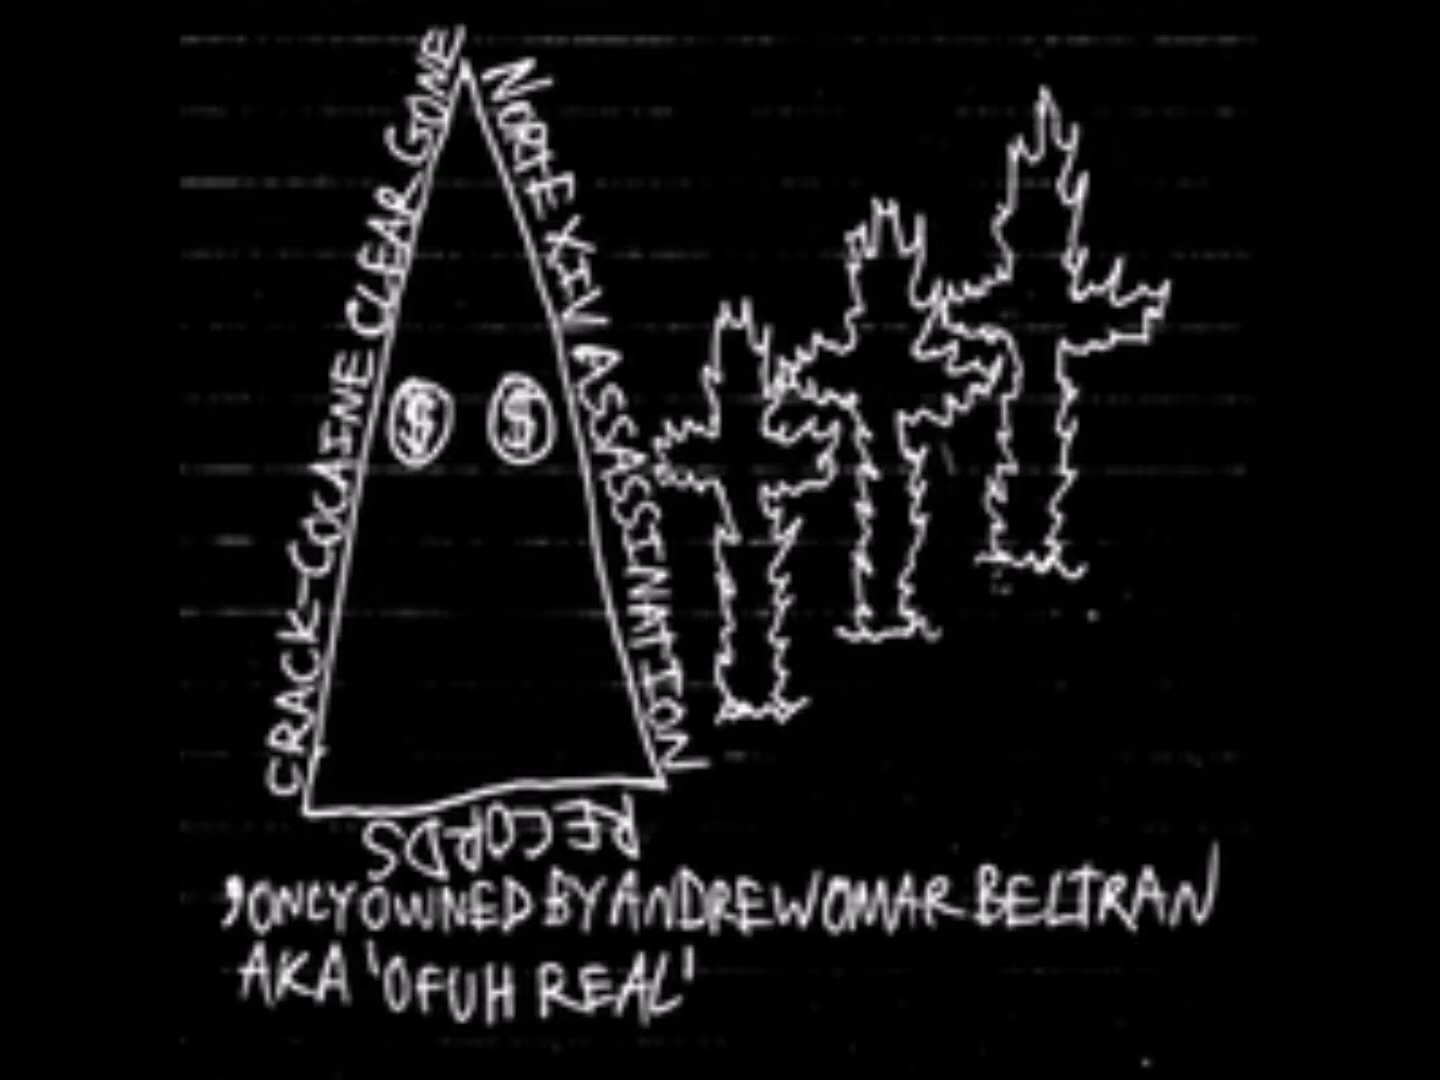 CRACK-COCAINE CLEAR GONE
NORTE XIV ASSASSINATION
RECORDS
,ONLY OWNED BY ANDREW OMAR BELTRAN
AKA 'OFUH REAL'